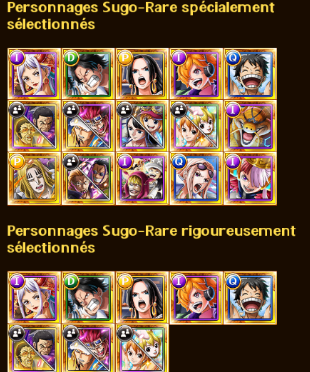 Personnages Sugo-Rare spécialement
sélectionnés
I D P I Q
I
P I Q I
Personnages Sugo-Rare rigoureusement
sélectionnés
I D P I Q